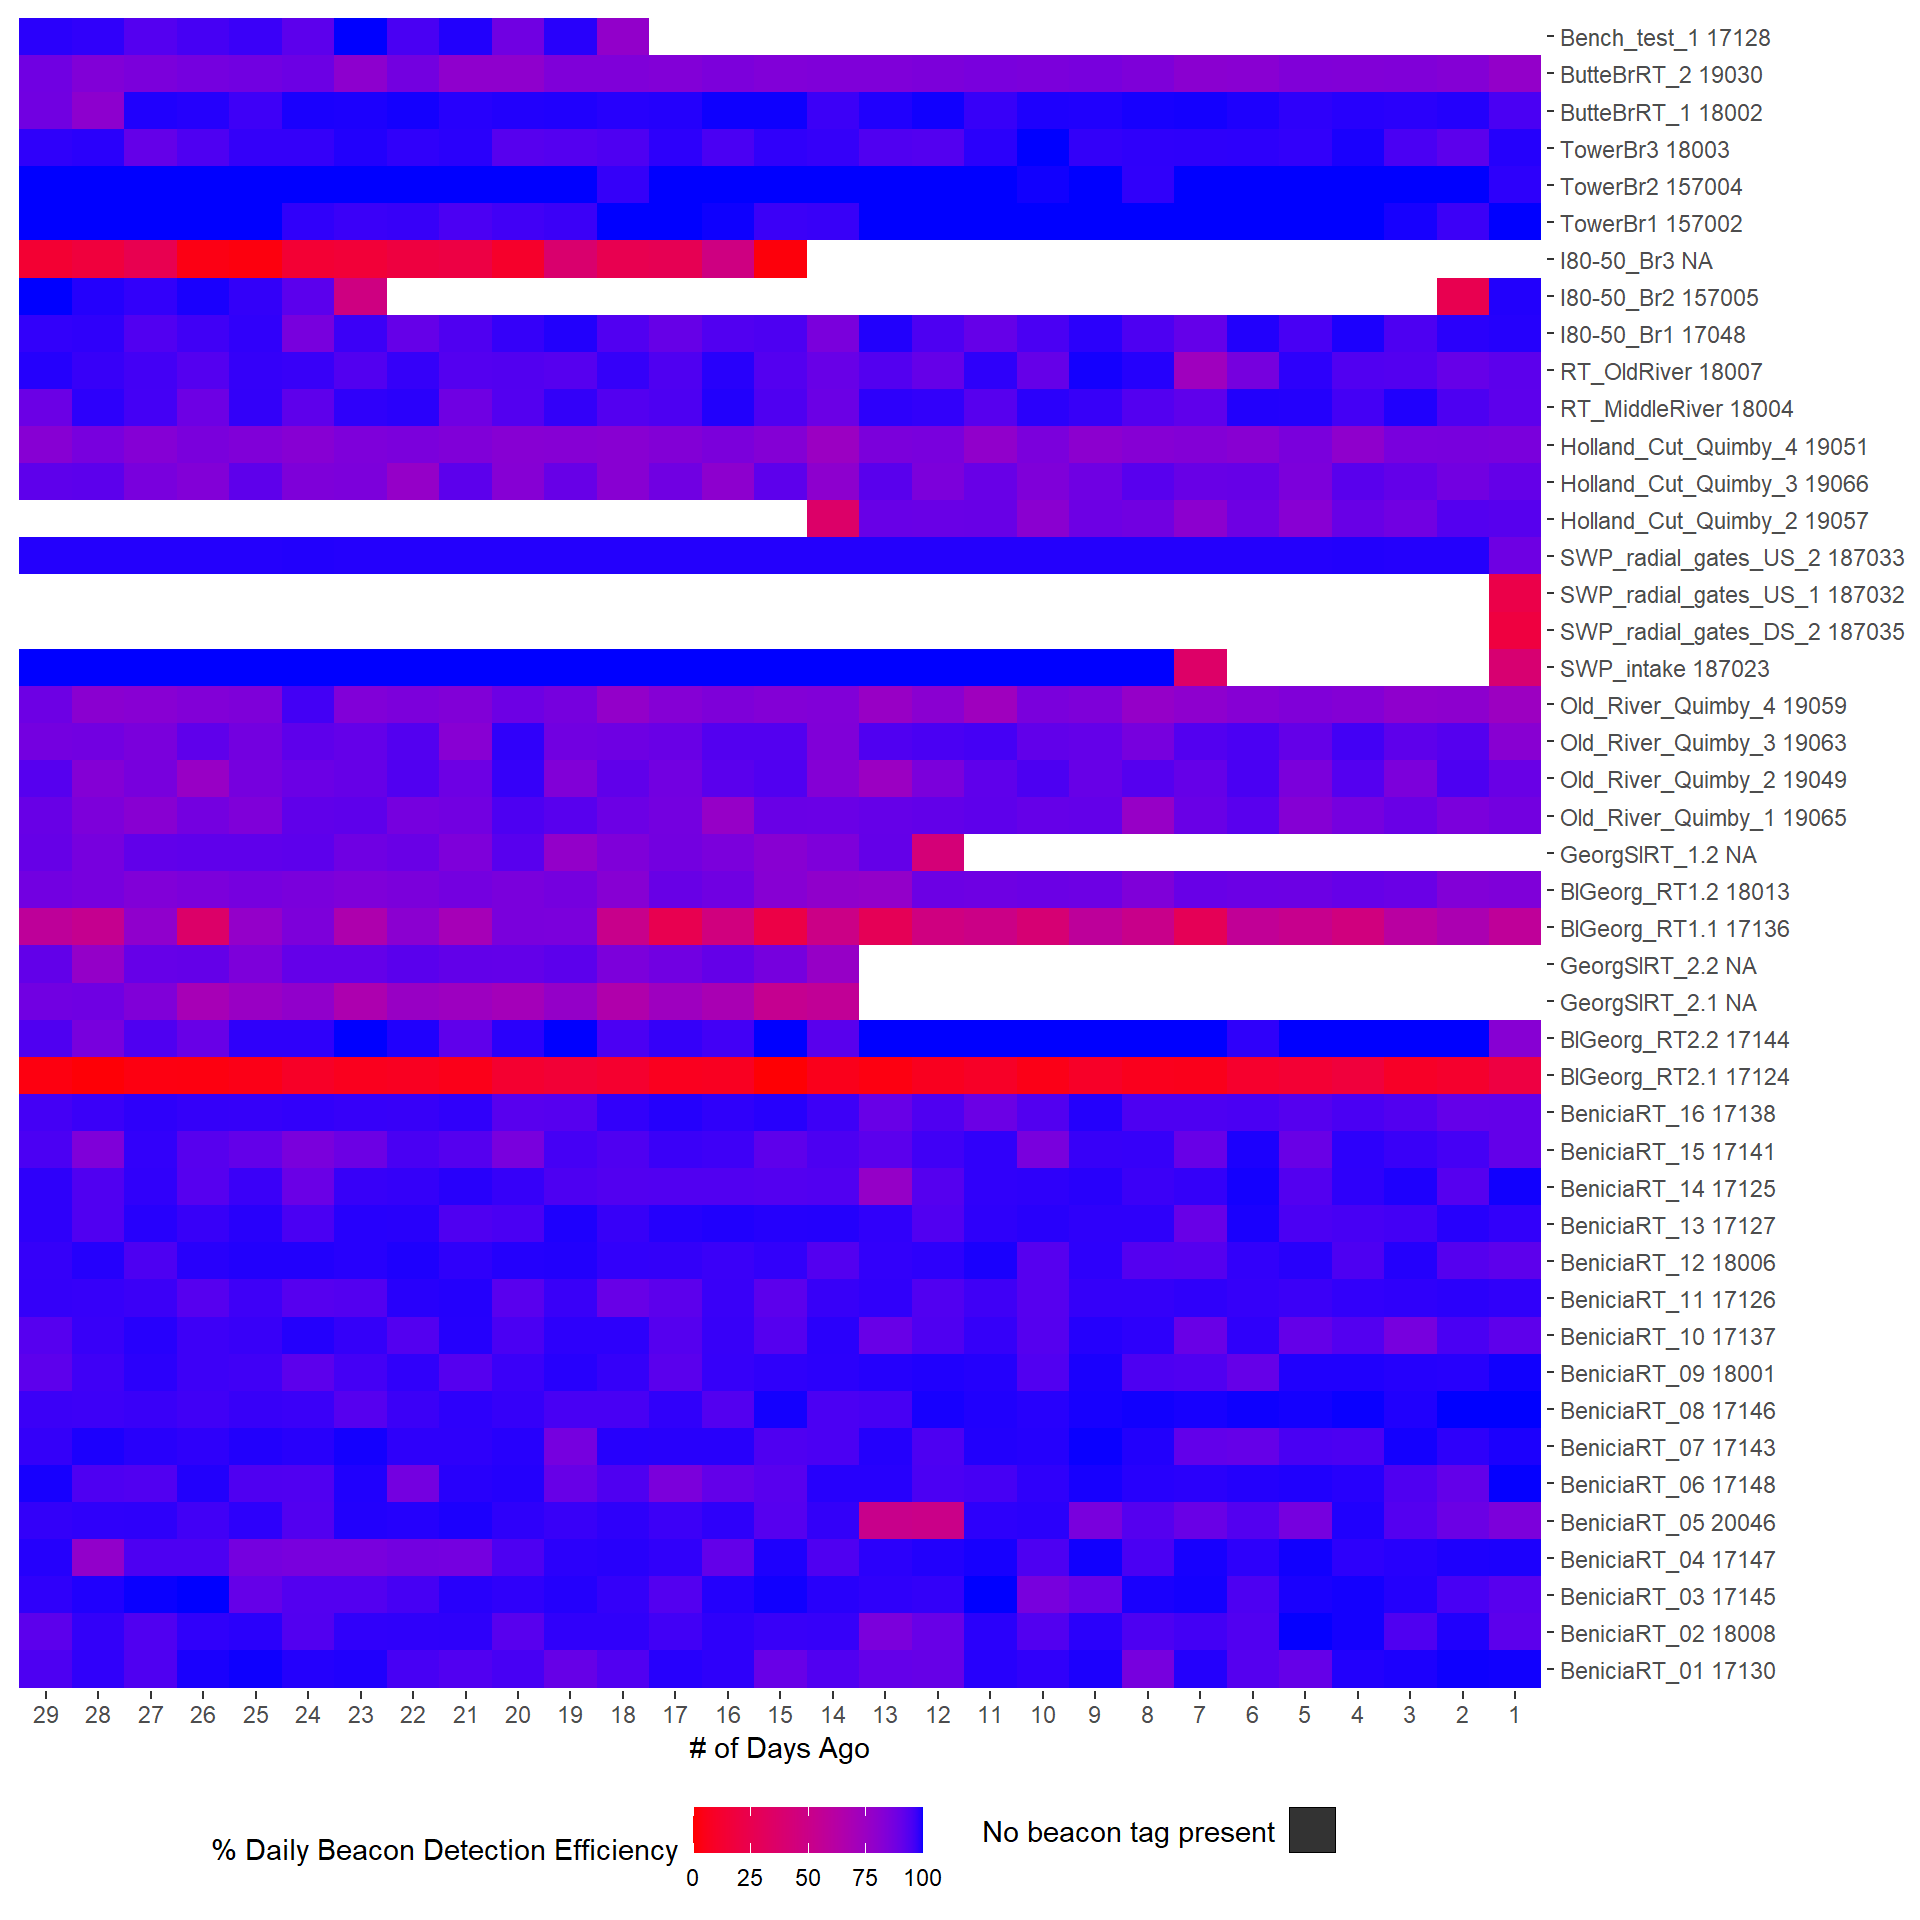 Bench_test_1 17128
ButteBrRT_2 19030
ButteBrRT_1 18002
TowerBr3 18003
TowerBr2 157004
TowerBr1 157002
I80-50_Br3 NA
I80-50_Br2 157005
I80-50_Br1 17048
RT_OldRiver 18007
RT_MiddleRiver 18004
Holland_Cut_Quimby_4 19051
Holland_Cut_Quimby_3 19066
Holland_Cut_Quimby_2 19057
SWP_radial_gates_US_2 187033
SWP_radial_gates_US_1 187032
SWP_radial_gates_DS_2 187035
SWP_intake 187023
Old_River_Quimby_4 19059
Old_River_Quimby_3 19063
Old_River_Quimby_2 19049
Old_River_Quimby_1 19065
GeorgSlRT_1.2 NA
BlGeorg_RT1.2 18013
BlGeorg_RT1.1 17136
GeorgSlRT_2.2 NA
GeorgSlRT_2.1 NA
BlGeorg_RT2.2 17144
BlGeorg_RT2.1 17124
BeniciaRT_16 17138
BeniciaRT_15 17141
BeniciaRT_14 17125
BeniciaRT_13 17127
BeniciaRT_12 18006
BeniciaRT_11 17126
BeniciaRT_10 17137
BeniciaRT_09 18001
BeniciaRT_08 17146
BeniciaRT_07 17143
BeniciaRT_06 17148
BeniciaRT_05 20046
BeniciaRT_04 17147
BeniciaRT_03 17145
BeniciaRT_02 18008
BeniciaRT_01 17130
29 28 27 26 25 24 23 22 21 20 19 18 17 16 15 14 13 12 11 10 9 8 7 6 5 4 3 2 1
# of Days Ago
% Daily Beacon Detection Efficiency
0 25 50 75 100
No beacon tag present